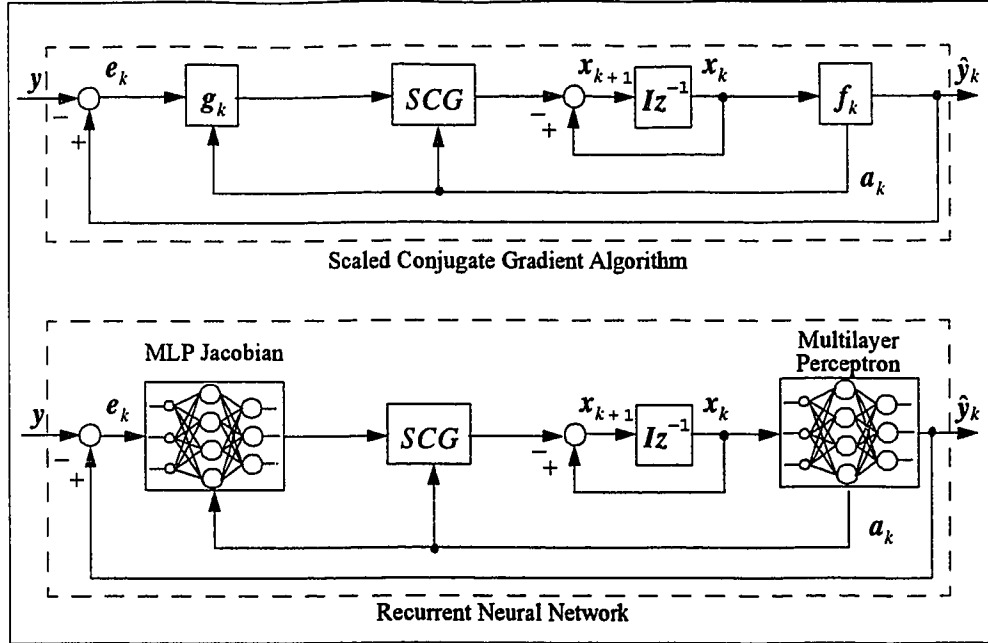 y
−
+
e_k
g_k
SCG
−
+
x_{k+1}
Iz^{-1}
x_k
f_k
ŷ_k
a_k
Scaled Conjugate Gradient Algorithm
MLP Jacobian
Multilayer
Perceptron
y
−
+
e_k
SCG
−
+
x_{k+1}
Iz^{-1}
x_k
ŷ_k
a_k
Recurrent Neural Network